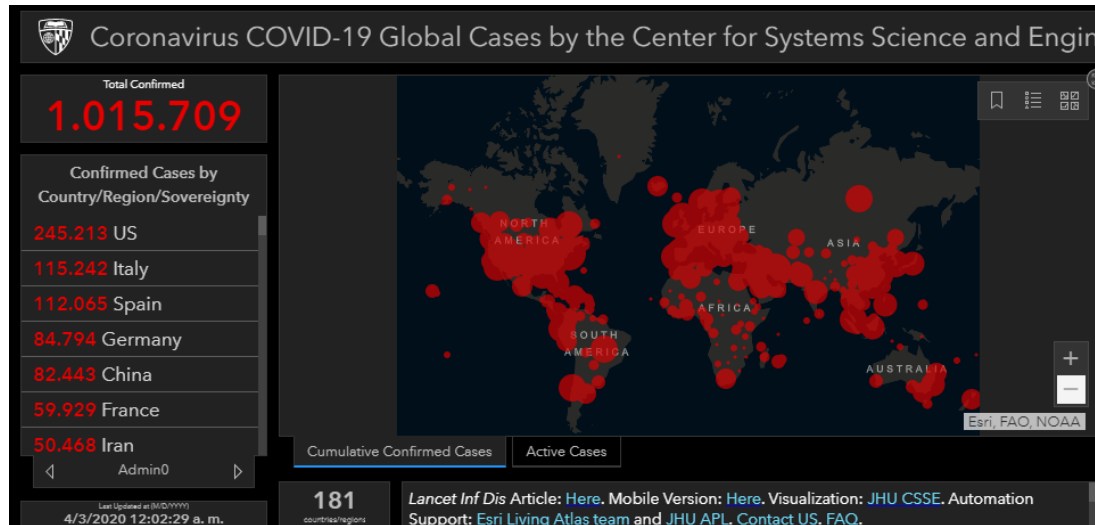 Coronavirus COVID-19 Global Cases by the Center for Systems Science and Engin
Total Confirmed
1.015.709
Confirmed Cases by
Country/Region/Sovereignty
245.213 US
115.242 Italy
112.065 Spain
84.794 Germany
82.443 China
59.929 France
50.468 Iran
Admin0
Last Updated at (M/D/YYYY)
4/3/2020 12:02:29 a. m.
NORTH
AMERICA
EUROPE
ASIA
AFRICA
SOUTH
AMERICA
AUSTRALIA
+
−
Esri, FAO, NOAA
Cumulative Confirmed Cases
Active Cases
181
countries/regions
Lancet Inf Dis Article: Here. Mobile Version: Here. Visualization: JHU CSSE. Automation
Support: Esri Living Atlas team and JHU APL. Contact US. FAQ.